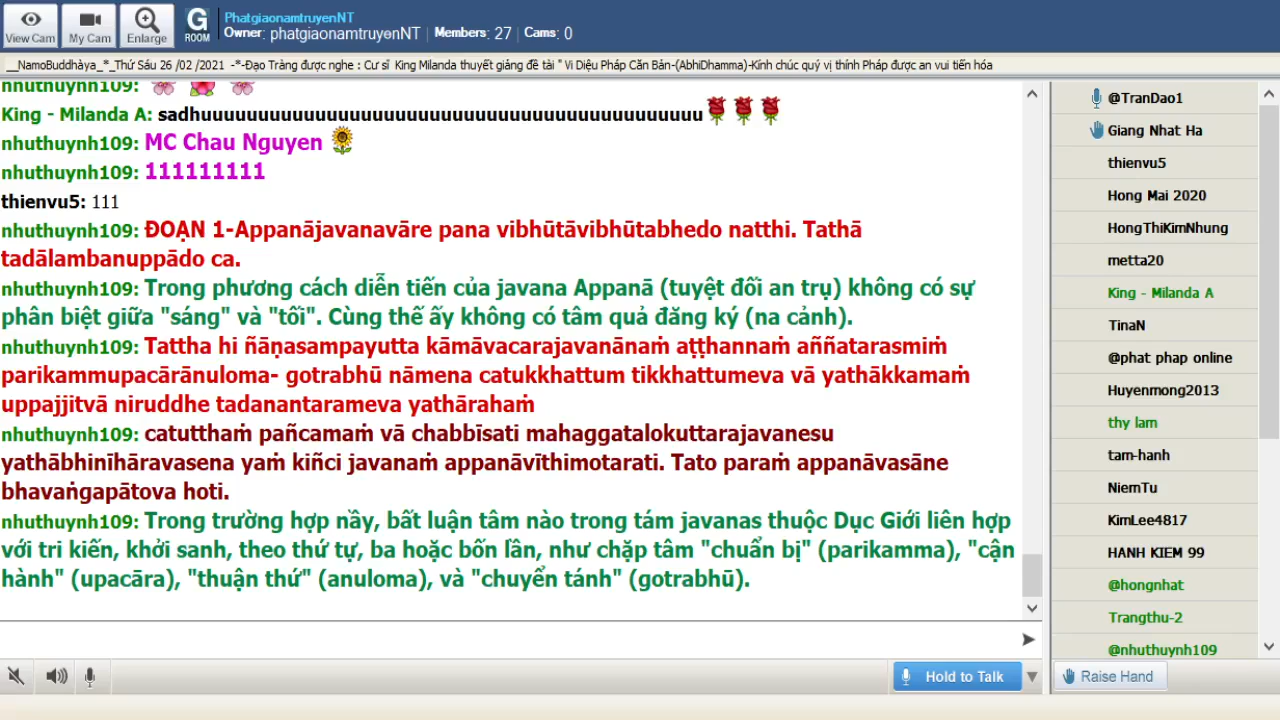 View Cam
My Cam
Enlarge
G
ROOM
PhatgiaonamtruyenNT
Owner: phatgiaonamtruyenNT | Members: 27 | Cams: 0
__NamoBuddhàya_*_Thứ Sáu 26 /02 /2021 -*-Đạo Tràng được nghe : Cư sĩ King Milanda thuyết giảng đề tài " Vi Diệu Pháp Căn Bản-(AbhiDhamma)-Kính chúc quý vị thính Pháp được an vui tiến hóa
nhuthuynh109:
King - Milanda A: sadhuuuuuuuuuuuuuuuuuuuuuuuuuuuuuuuuuuuuuuuuuuuuu
nhuthuynh109: MC Chau Nguyen
nhuthuynh109: 111111111
thienvu5: 111
nhuthuynh109: ĐOẠN 1-Appanājavanavāre pana vibhūtāvibhūtabhedo natthi. Tathā
tadālambanuppādo ca.
nhuthuynh109: Trong phương cách diễn tiến của javana Appanā (tuyệt đối an trụ) không có sự
phân biệt giữa "sáng" và "tối". Cùng thế ấy không có tâm quả đăng ký (na cảnh).
nhuthuynh109: Tattha hi ñāṇasampayutta kāmāvacarajavanānaṁ aṭṭhannaṁ aññatarasmiṁ
parikammupacārānuloma- gotrabhū nāmena catukkhattum tikkhattumeva vā yathākkamaṁ
uppajjitvā niruddhe tadanantarameva yathārahaṁ
nhuthuynh109: catutthaṁ pañcamaṁ vā chabbīsati mahaggatalokuttarajavanesu
yathābhinīhāravasena yaṁ kiñci javanaṁ appanāvīthimotarati. Tato paraṁ appanāvasāne
bhavaṅgapātova hoti.
nhuthuynh109: Trong trường hợp nầy, bất luận tâm nào trong tám javanas thuộc Dục Giới liên hợp
với tri kiến, khởi sanh, theo thứ tự, ba hoặc bốn lần, như chặp tâm "chuẩn bị" (parikamma), "cận
hành" (upacāra), "thuận thứ" (anuloma), và "chuyển tánh" (gotrabhū).
Hold to Talk
@TranDao1
Giang Nhat Ha
thienvu5
Hong Mai 2020
HongThiKimNhung
metta20
King - Milanda A
TinaN
@phat phap online
Huyenmong2013
thy lam
tam-hanh
NiemTu
KimLee4817
HANH KIEM 99
@hongnhat
Trangthu-2
@nhuthuynh109
Raise Hand